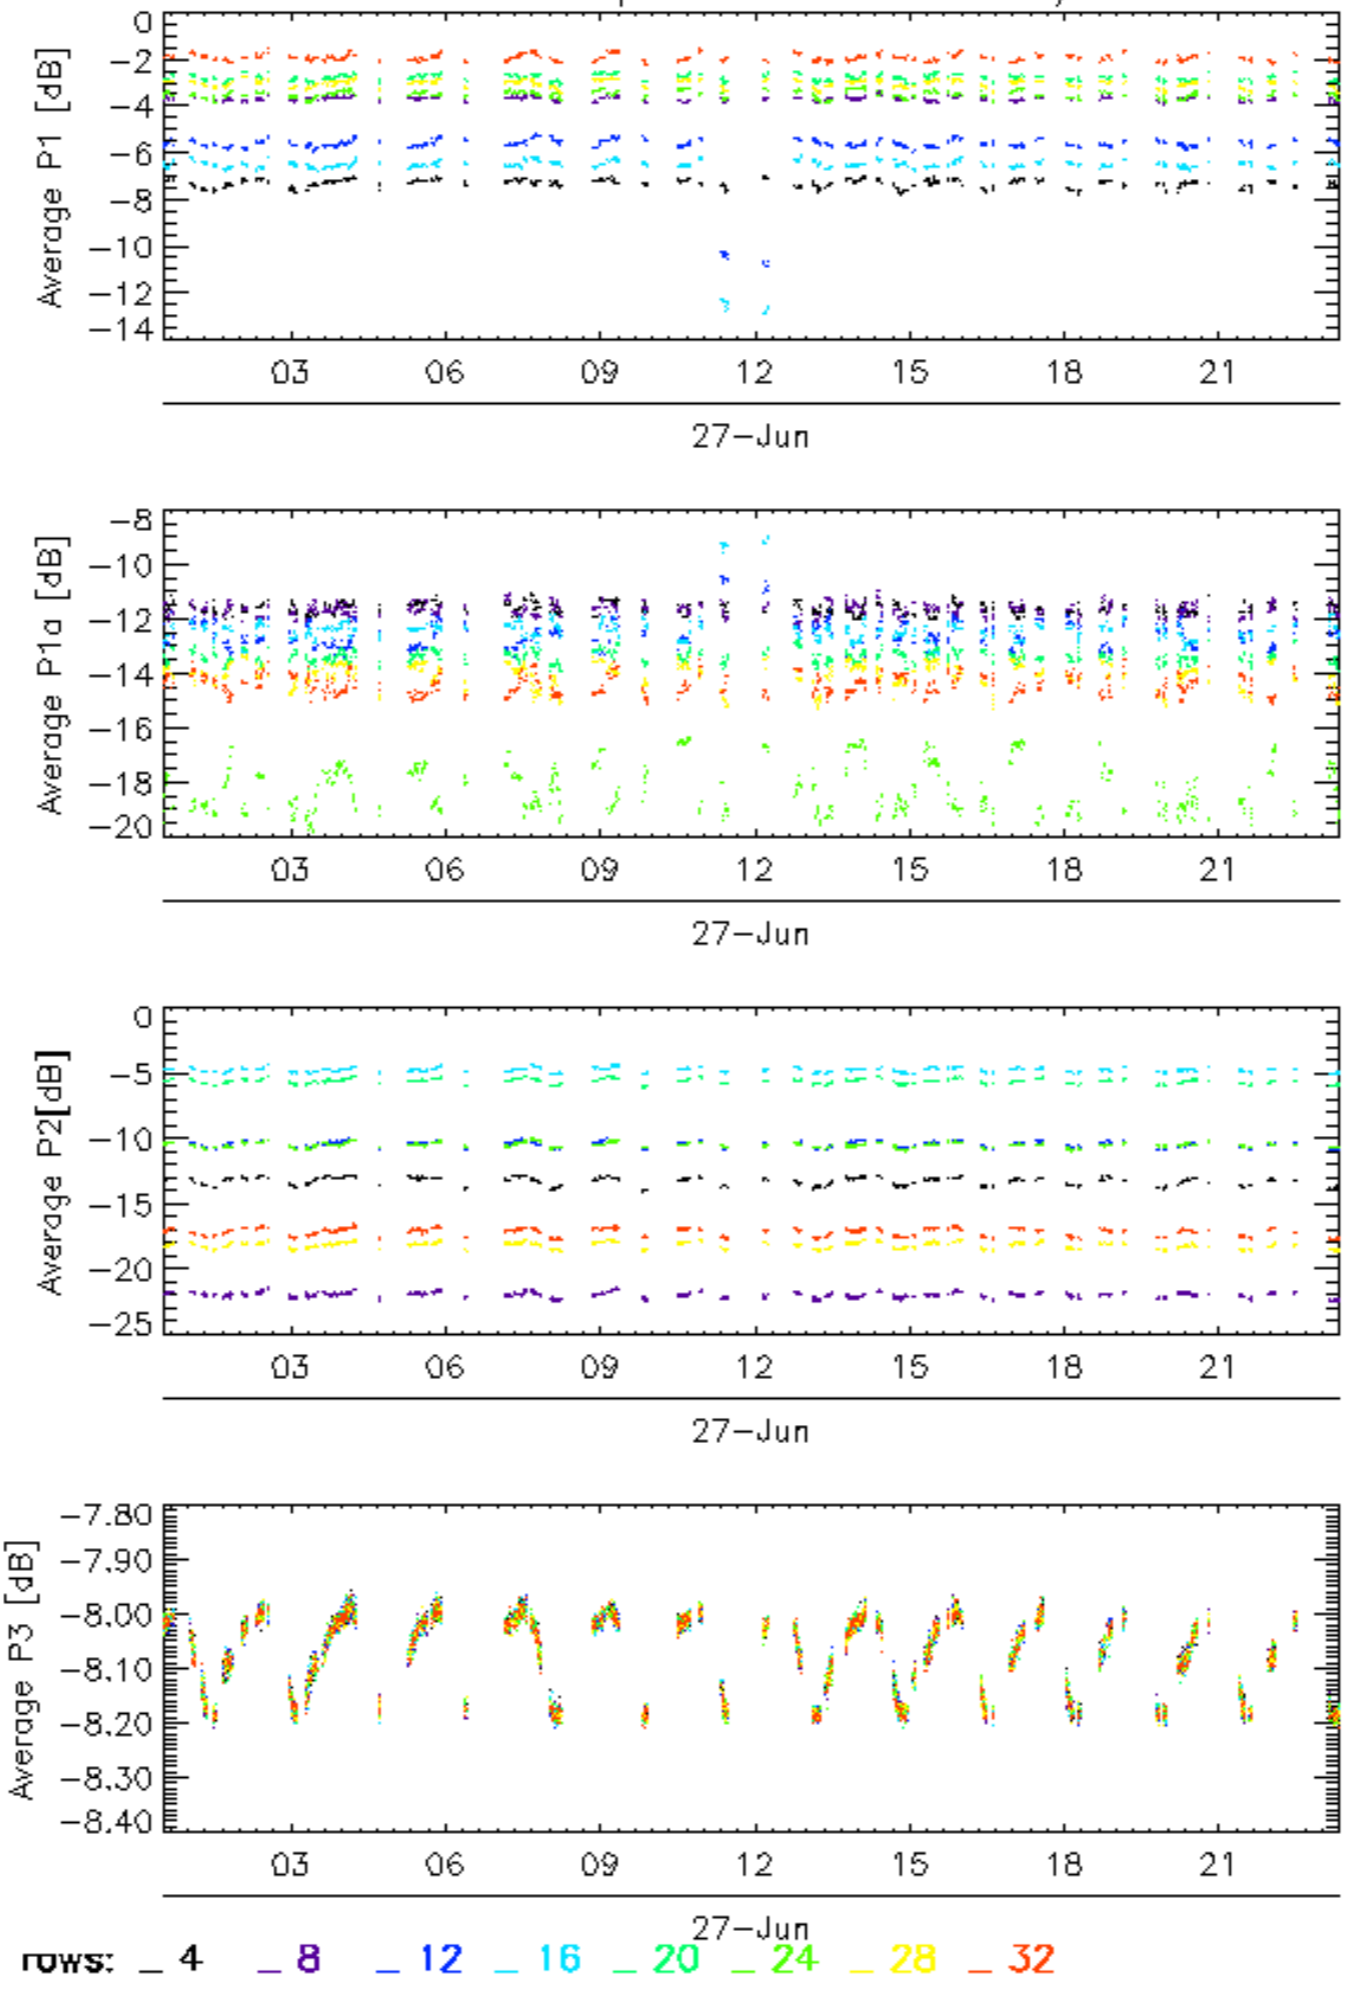 0
−2
−4
−6
−8
−10
−12
−14
Average P1 [dB]
03 06 09 12 15 18 21
27−Jun
−8
−10
−12
−14
−16
−18
−20
Average P1a [dB]
03 06 09 12 15 18 21
27−Jun
0
−5
−10
−15
−20
−25
Average P2[dB]
03 06 09 12 15 18 21
27−Jun
−7.80
−7.90
−8.00
−8.10
−8.20
−8.30
−8.40
Average P3 [dB]
03 06 09 12 15 18 21
27−Jun
rows: _ 4 _ 8 _ 12 _ 16 _ 20 _ 24 _ 28 _ 32